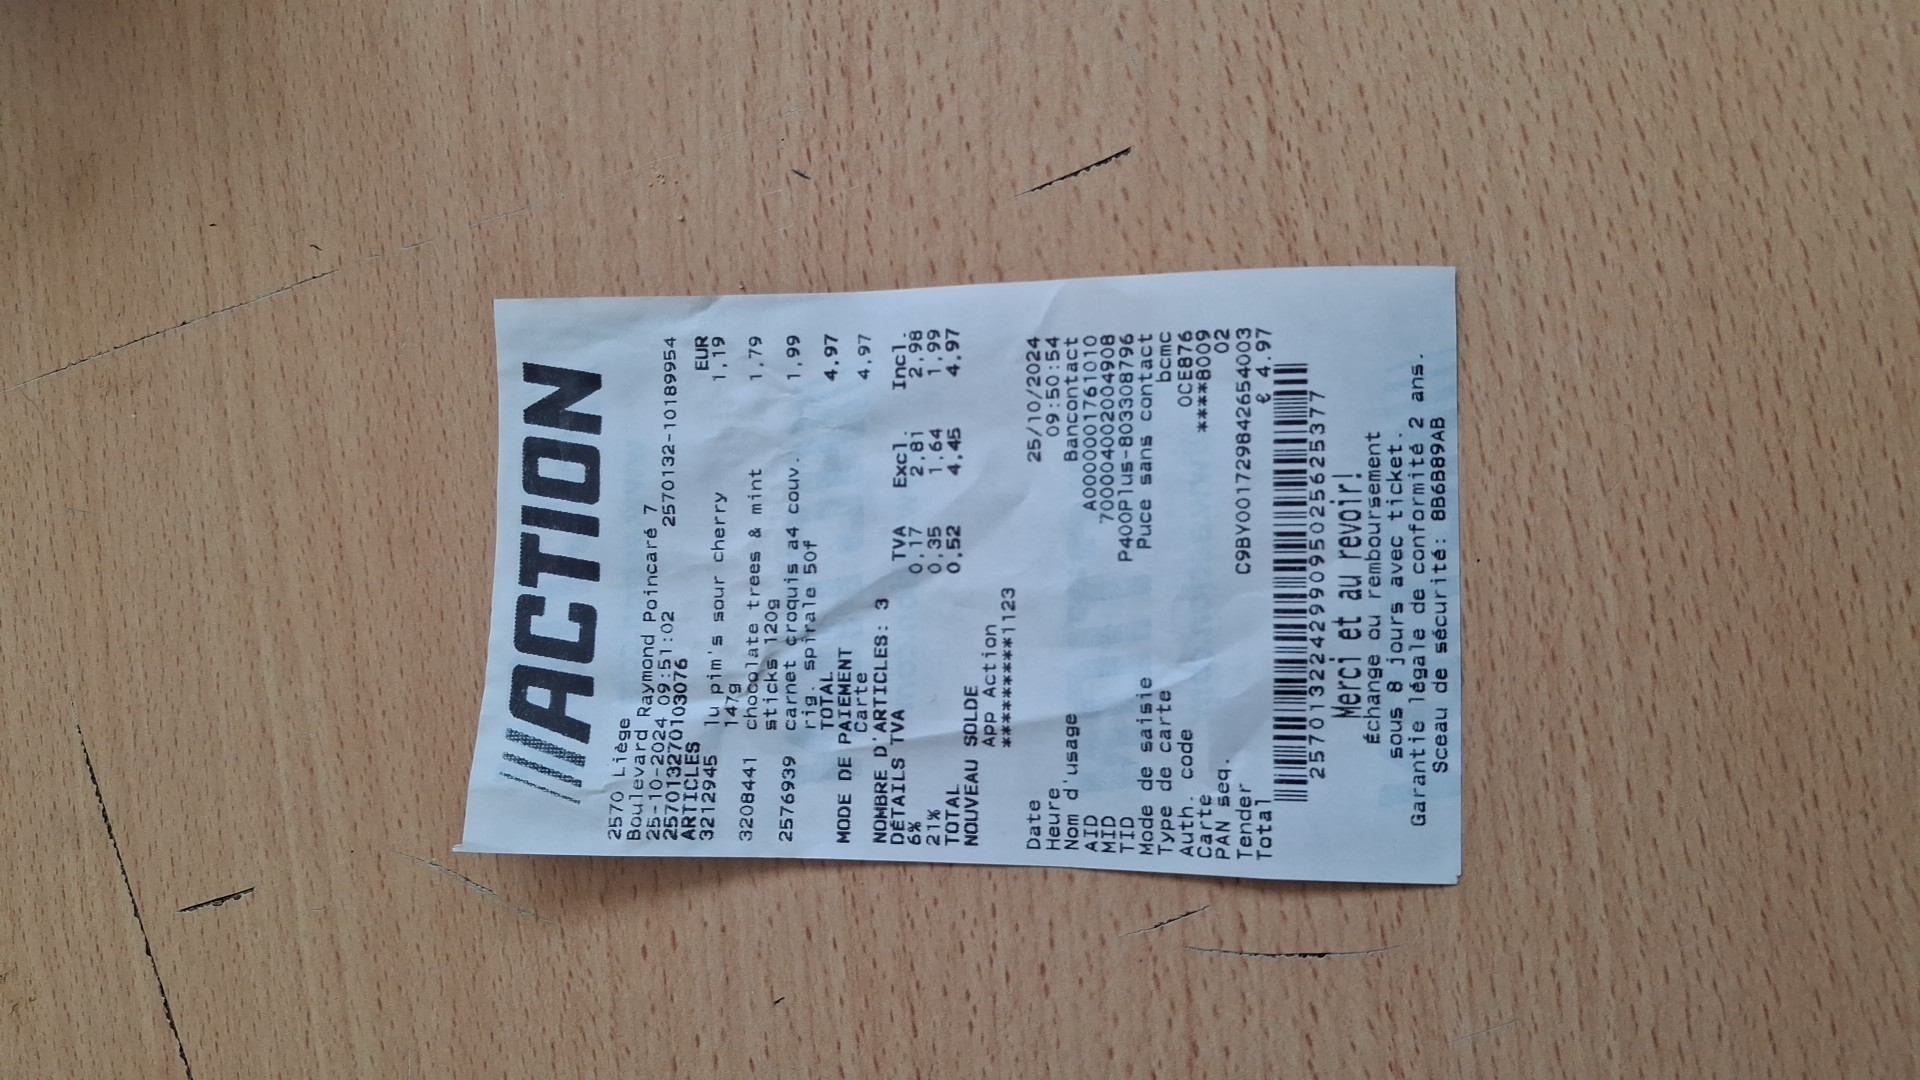 ///ACTION
2570 Liège
Boulevard Raymond Poincaré 7
25-10-2024 09:51:02 2570132-10189954
257013270103076
ARTICLES EUR
3212945 lu pim's sour cherry 1,19
147g
3208441 chocolate trees & mint 1,79
sticks 120g
2576939 carnet croquis a4 couv. 1,99
rig. spirale 50f
TOTAL 4,97
MODE DE PAIEMENT
Carte 4,97
NOMBRE D'ARTICLES: 3
DÉTAILS TVA TVA Excl. Incl.
6% 0,17 2,81 2,98
21% 0,35 1,64 1,99
TOTAL 0,52 4,45 4,97
NOUVEAU SOLDE
App Action
**********1123
Date 25/10/2024
Heure 09:50:54
Nom d'usage Bancontact
AID A0000001761010
MID 70004002004908
TID P400Plus-803308796
Mode de saisie Puce sans contact
Type de carte bcmc
Auth. code 0CE876
Carte ****8009
PAN seq. 02
Tender C9BY001729842654003
Total € 4.97
257013224299095025625377
Merci et au revoir!
Échange ou remboursement
sous 8 jours avec ticket.
Garantie légale de conformité 2 ans.
Sceau de sécurité: 8B6B89AB